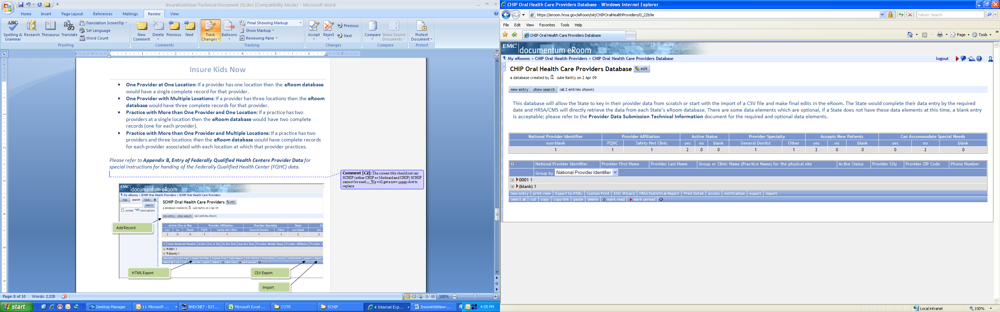 InsureKidsNow-Technical-Document (3).doc [Compatibility Mode] - Microsoft Word
Home Insert Page Layout References Mailings Review View
ABC Spelling & Grammar Research Thesaurus Translate
Translation ScreenTip
Set Language
Word Count
Proofing
New Comment Delete Previous Next
Comments
Track Changes Balloons
Final Showing Markup
Show Markup
Reviewing Pane
Tracking
Accept Reject Previous Next
Changes
Compare Show Source Documents
Compare
Protect Document
Protect
Insure Kids Now
• One Provider at One Location: If a provider has one location then the eRoom database
would have a single complete record for that provider.
• One Provider with Multiple Locations: If a provider has three locations then the eRoom
database would have three complete records for that provider.
• Practice with More than One Provider and One Location: If a practice has two
providers at a single location then the eRoom database would have two complete
records (one for each provider).
• Practice with More than One Provider and Multiple Locations: If a practice has two
providers and three locations then the eRoom database would have complete records
for each provider associated with each location at which that provider practices.
Please refer to Appendix B, Entry of Federally Qualified Health Centers Provider Data for
special instructions for handing of the Federally Qualified Health Center (FQHC) data.
Comment [C2]: The screen title should not say
SCHIP (either CHIP or Medicaid and CHIP) SCHIP
cannot be used --. We will get a new sreen shot to
replace
EMC² documentum eRoom
My eRooms > SCHIP Oral Health Providers > SCHIP Oral Health Care Providers
map search tasks X
search
unread more options
SCHIP Oral Health Care Providers edit
a database created by Julie Baitty on 2 Apr 09
new entry show search (all 2 entries shown)
Active (Yes or No) Provider Affiliation Provider Specialty State Do
yes no blank FQHC Safety Net Clinic General Dentist Other non-blank yes
2 0 0 1 1 1 1 2 2
State Medicaid Number Active (Yes or No) Active Date Inactive Date Provider Middle Name Provider Affiliation Provider S
0001 1
(blank) 1
new entry print view Export to HTML Custom Print Daily Report EOC Wizard Print Detail access notification export import
select all cut copy copy link paste delete mark read mark unread
Add Record
HTML Export
CSV Export
Import
Page: 8 of 10 Words: 2,328 100%
start Desktop Manager 11 Microsoft ... BHDCNET - EXT... Microsoft Excel ... COTR SCHIP 4 Internet Exp... InsureKidsNow-... 4:05 PM
CHIP Oral Health Care Providers Database - Windows Internet Explorer
https://eroom.hrsa.gov/eRoom/oit/CHIPOralHealthProviders/0_22b9e
Yahoo! Search
File Edit View Favorites Tools Help
CHIP Oral Health Care Providers Database
Page Tools
EMC² documentum eRoom
My eRooms > CHIP Oral Health Providers > CHIP Oral Health Care Providers Database
logout
CHIP Oral Health Care Providers Database edit
a database created by Julie Baitty on 2 Apr 09
new entry show search (all 2 entries shown)
This database will allow the State to key in their provider data from scratch or start with the import of a CSV file and make final edits in the eRoom. The State would complete their data entry by the required
date and HRSA/CMS will directly retrieve the data from each State's eRoom database. There are some data elements which are optional, if a State does not have these data elements at this time, a blank entry
is acceptable; please refer to the Provider Data Submission Technical Information document for the required and optional data elements.
National Provider Identifier Provider Affiliation Active Status Provider Specialty Accepts New Patients Can Accommodate Special Needs
non-blank FQHC Safety Net Clinic yes no blank General Dentist Other yes no blank yes no blank
1 1 1 2 0 0 1 1 2 0 0 0 2 0
National Provider Identifier Provider First Name Provider Last Name Group or Clinic Name (Practice Name) for the physical site Active Status Provider City Provider ZIP Code Phone Number
Group by National Provider Identifier
0001 1
(blank) 1
new entry print view Export to HTML Custom Print EOC Wizard HRSA Statistical Report Print Detail access notification export import
select all cut copy copy link paste delete mark read mark unread
Local intranet 100%